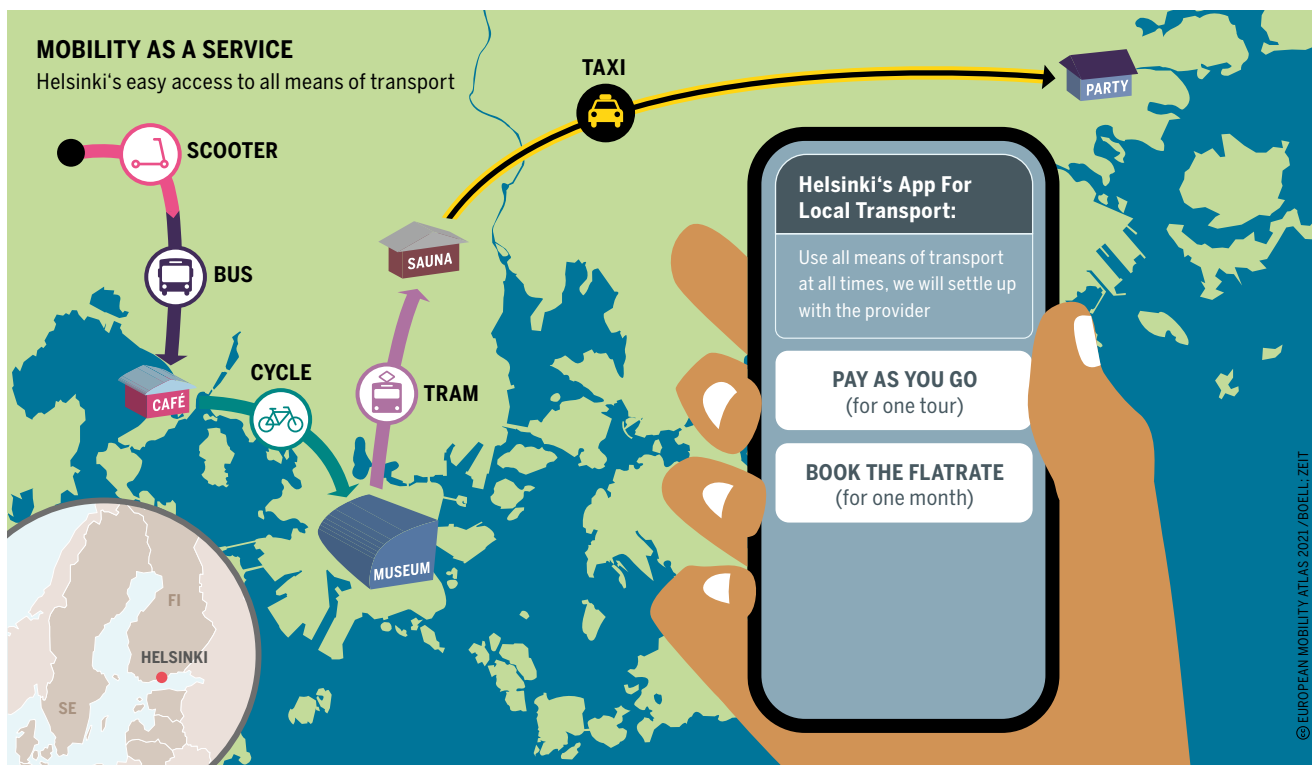 MOBILITY AS A SERVICE
Helsinki‘s easy access to all means of transport
SCOOTER
BUS
CAFÉ
CYCLE
MUSEUM
TRAM
SAUNA
TAXI
PARTY
Helsinki‘s App For
Local Transport:
Use all means of transport
at all times, we will settle up
with the provider
PAY AS YOU GO
(for one tour)
BOOK THE FLATRATE
(for one month)
FI
HELSINKI
SE
cc EUROPEAN MOBILITY ATLAS 2021/BOELL; ZEIT